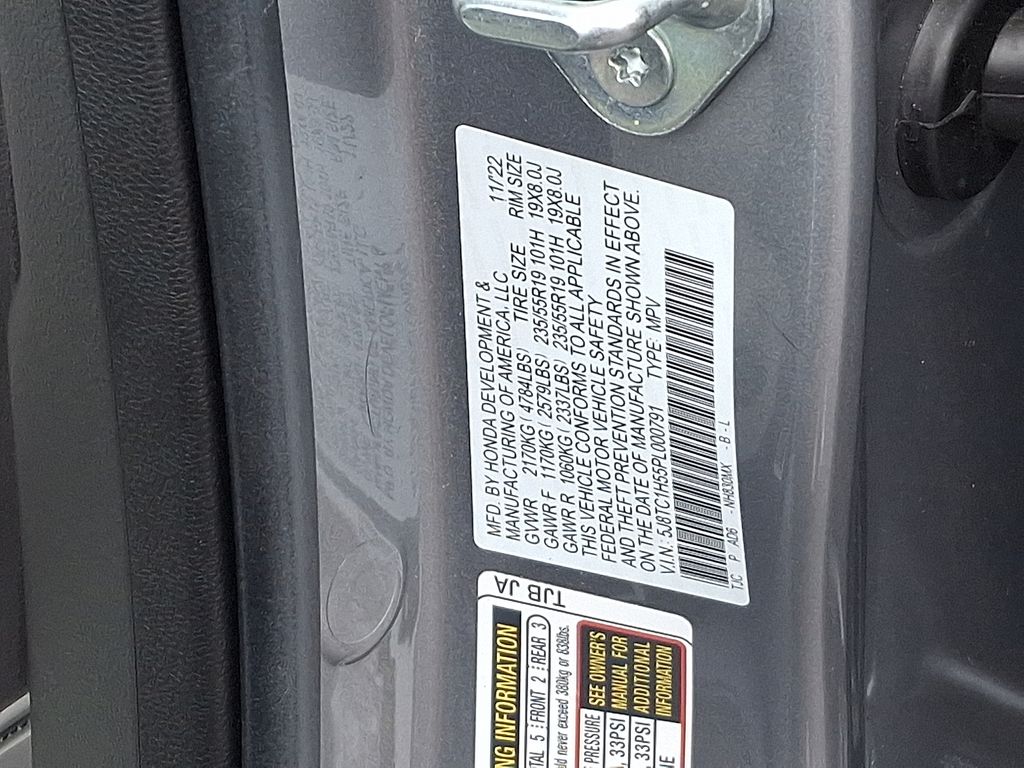 MFD. BY HONDA DEVELOPMENT &
MANUFACTURING OF AMERICA, LLC 11/'22
GVWR 2170KG ( 4784LBS) TIRE SIZE RIM SIZE
GAWR F 1170KG ( 2579LBS) 235/55R19 101H 19X8.0J
GAWR R 1060KG ( 2337LBS) 235/55R19 101H 19X8.0J
THIS VEHICLE CONFORMS TO ALL APPLICABLE
FEDERAL MOTOR VEHICLE SAFETY
AND THEFT PREVENTION STANDARDS IN EFFECT
ON THE DATE OF MANUFACTURE SHOWN ABOVE.
V.I.N.: 5J8TC1H55PL000791 TYPE: MPV
TJC P AD6 - NH830MX - B - L
TJB JA
INFORMATION
5 FRONT 2 REAR 3
never exceed 380kg or 838lbs.
PRESSURE
33PSI
33PSI
SEE OWNER'S
MANUAL FOR
ADDITIONAL
INFORMATION